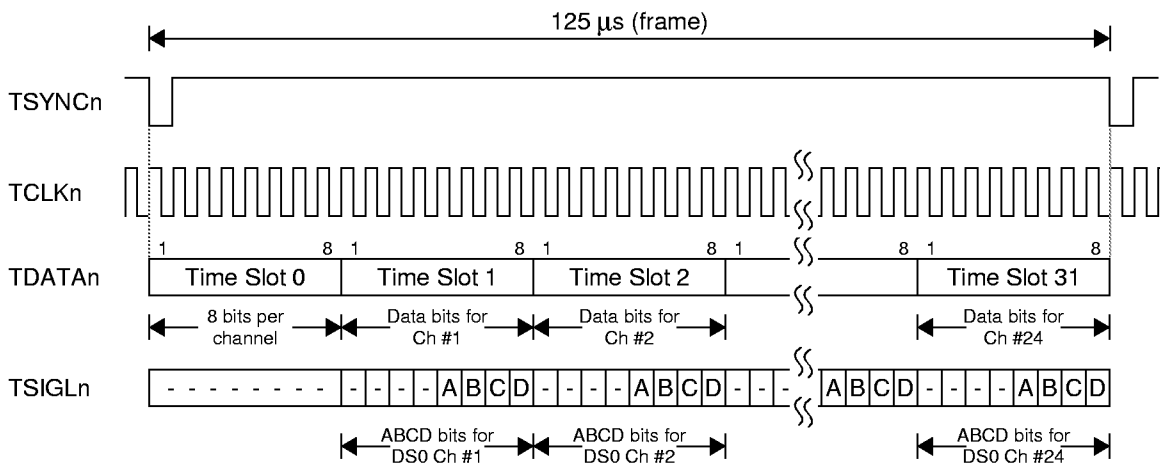 125 μs (frame)
TSYNCn
TCLKn
1 8 1 8 1 8 1 8 1 8
TDATAn Time Slot 0 Time Slot 1 Time Slot 2 Time Slot 31
8 bits per channel
Data bits for Ch #1
Data bits for Ch #2
Data bits for Ch #24
TSIGLn - - - - - - - - - - - A B C D - - - - A B C D - - - A B C D - - - - A B C D
ABCD bits for DS0 Ch #1
ABCD bits for DS0 Ch #2
ABCD bits for DS0 Ch #24